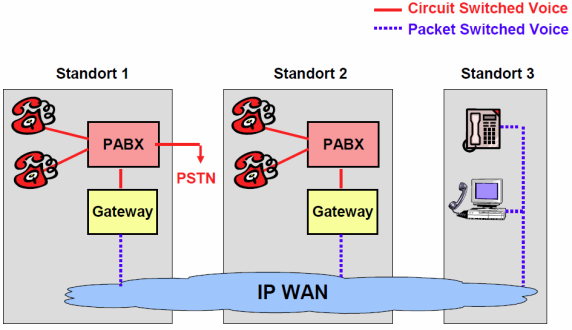 Circuit Switched Voice
Packet Switched Voice
Standort 1
Standort 2
Standort 3
PABX
PSTN
Gateway
PABX
Gateway
IP WAN